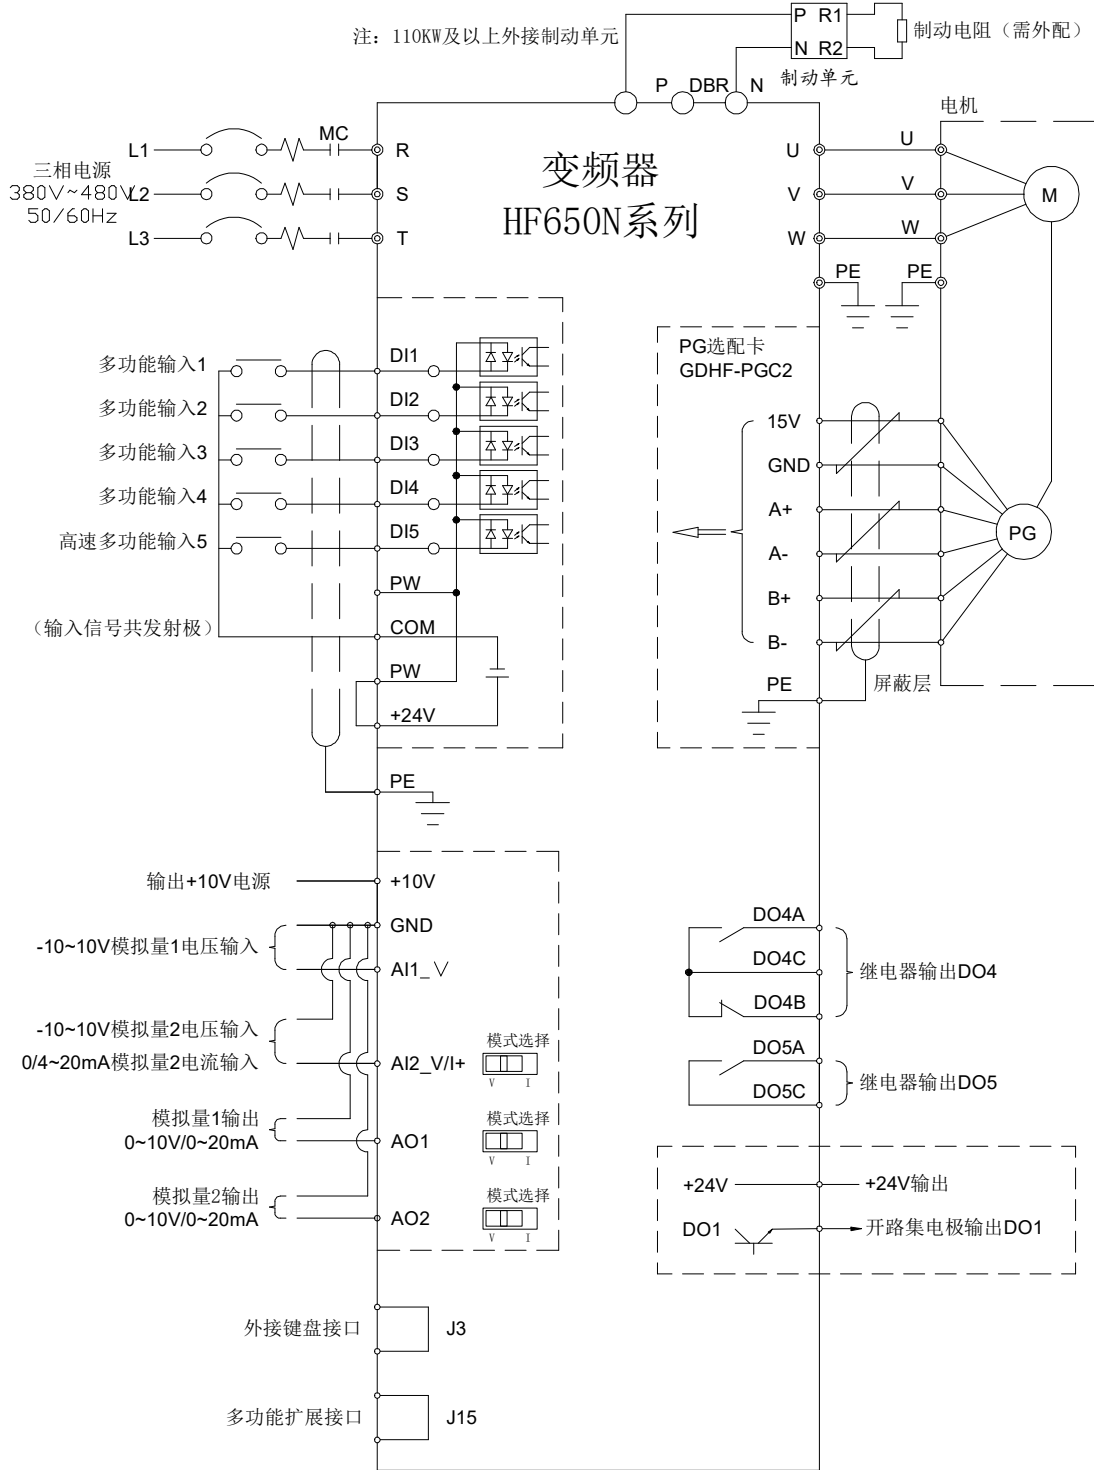 注：110KW及以上外接制动单元
P R1
N R2
制动电阻（需外配）
制动单元
P DBR N
电机
三相电源
380V~480V
50/60Hz
L1
L2
L3
MC
R
S
T
变频器
HF650N系列
U
V
W
PE
U
V
W
PE
M
多功能输入1
多功能输入2
多功能输入3
多功能输入4
高速多功能输入5
（输入信号共发射极）
DI1
DI2
DI3
DI4
DI5
PW
COM
PW
+24V
PE
PG选配卡
GDHF-PGC2
15V
GND
A+
A-
B+
B-
PE
PG
屏蔽层
输出+10V电源
-10~10V模拟量1电压输入
-10~10V模拟量2电压输入
0/4~20mA模拟量2电流输入
模拟量1输出
0~10V/0~20mA
模拟量2输出
0~10V/0~20mA
+10V
GND
AI1_V
AI2_V/I+
模式选择
V I
AO1
模式选择
V I
AO2
模式选择
V I
DO4A
DO4C
DO4B
继电器输出DO4
DO5A
DO5C
继电器输出DO5
+24V
+24V输出
DO1
开路集电极输出DO1
外接键盘接口
J3
多功能扩展接口
J15